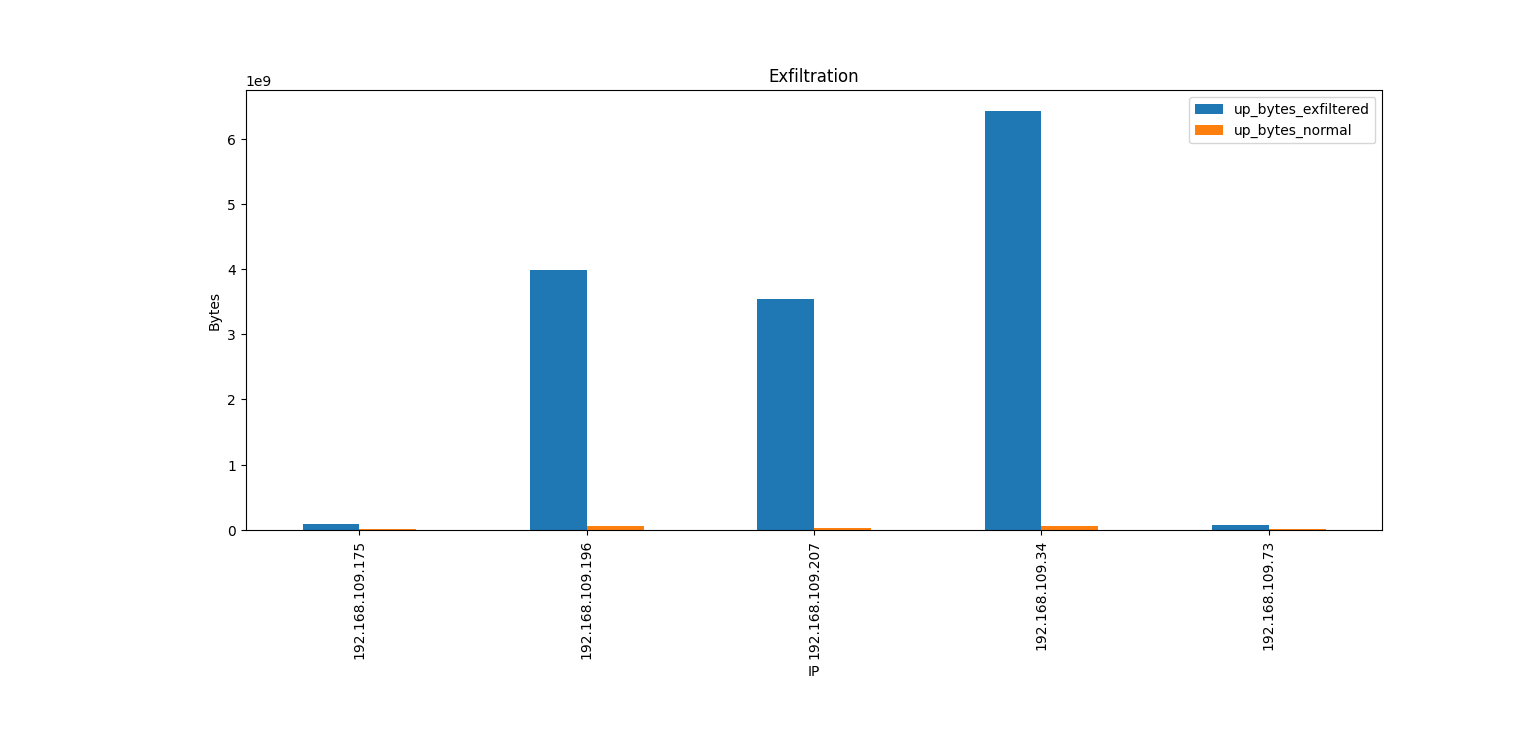 Exfiltration
1e9
up_bytes_exfiltered
up_bytes_normal
6
5
4
3
2
1
0
Bytes
192.168.109.175
192.168.109.196
192.168.109.207
192.168.109.34
192.168.109.73
IP